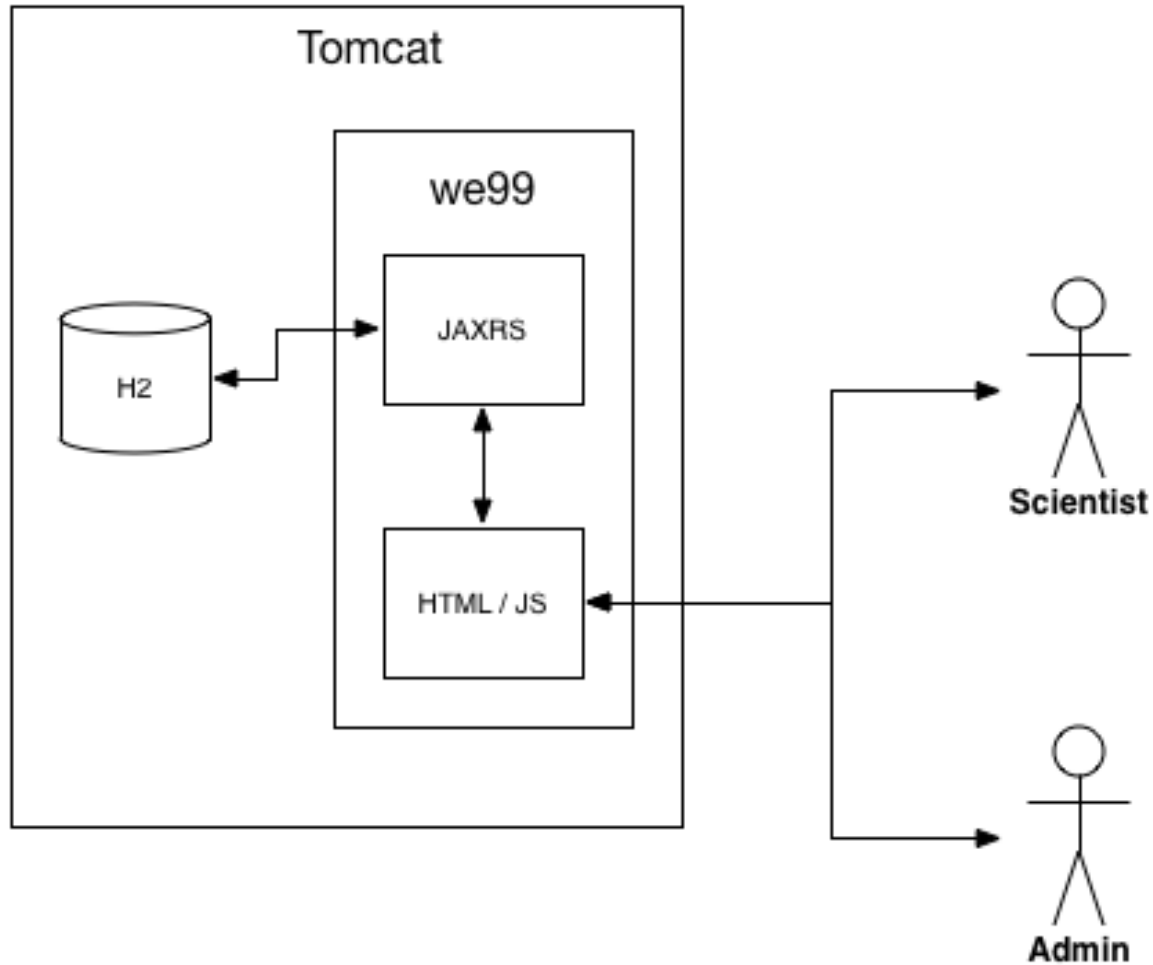 Tomcat
we99
JAXRS
H2
HTML / JS
Scientist
Admin